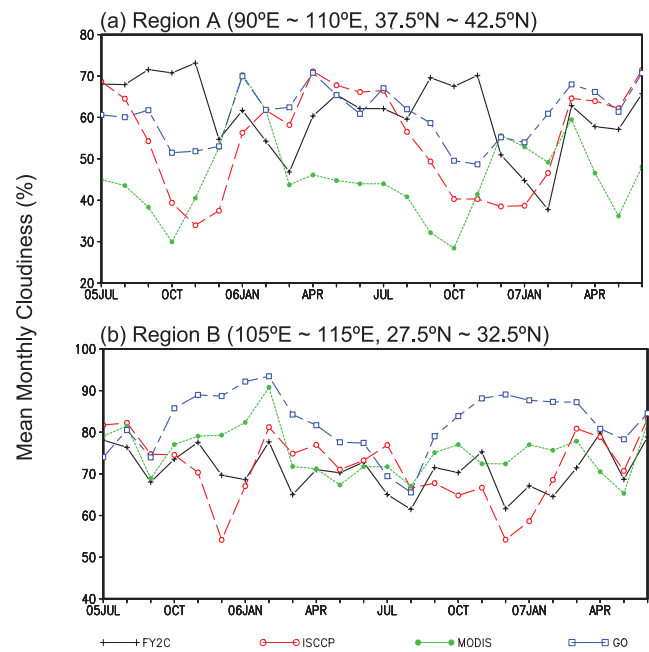 (a) Region A (90ºE ~ 110ºE, 37.5ºN ~ 42.5ºN)
80
70
60
50
40
30
20
05JUL OCT 06JAN APR JUL OCT 07JAN APR
Mean Monthly Cloudiness (%)
(b) Region B (105ºE ~ 115ºE, 27.5ºN ~ 32.5ºN)
100
90
80
70
60
50
40
05JUL OCT 06JAN APR JUL OCT 07JAN APR
FY2C ISCCP MODIS GO